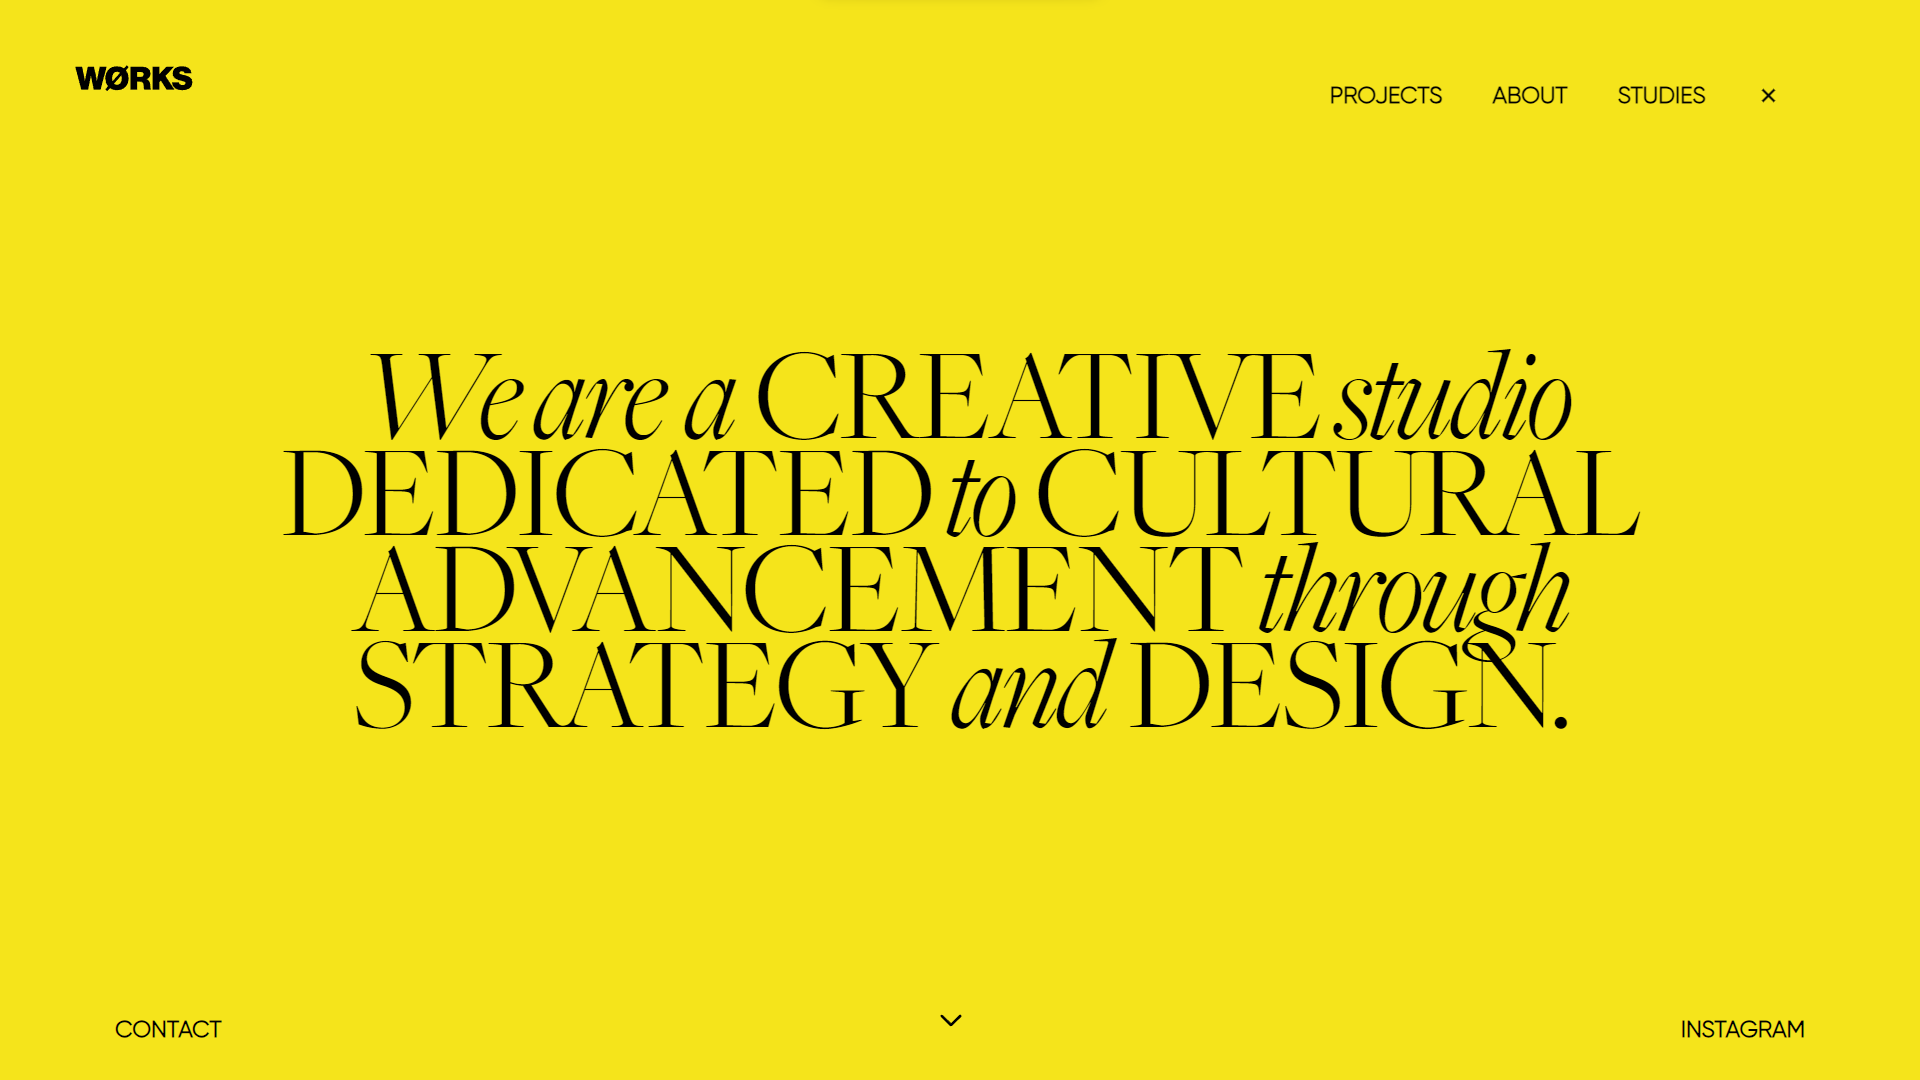 WØRKS
PROJECTS ABOUT STUDIES ×
We are a CREATIVE studio
DEDICATED to CULTURAL
ADVANCEMENT through
STRATEGY and DESIGN.
CONTACT INSTAGRAM